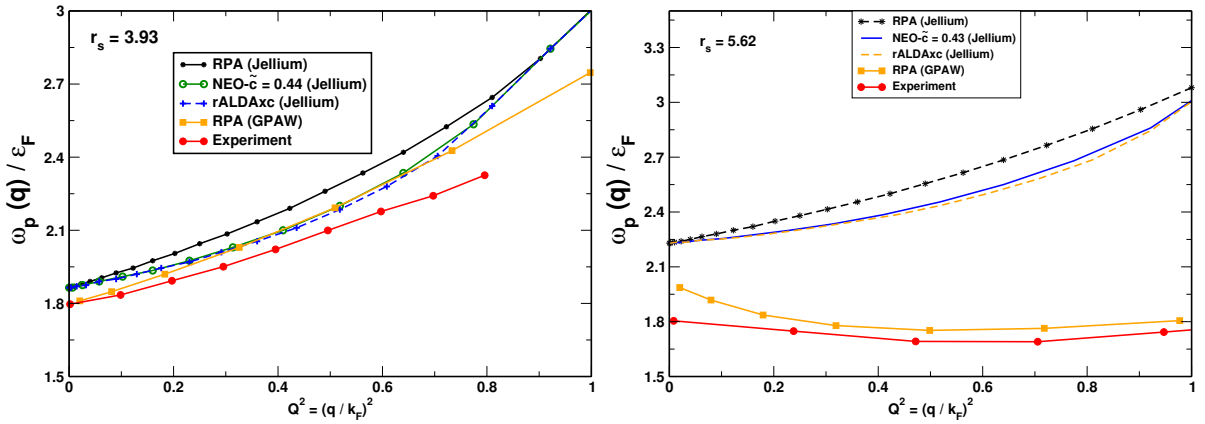 r_s = 3.93
RPA (Jellium)
NEO-c̃ = 0.44 (Jellium)
rALDAxc (Jellium)
RPA (GPAW)
Experiment
ω_p (q) / ε_F
3
2.7
2.4
2.1
1.8
1.5
0
0.2
0.4
0.6
0.8
1
Q^2 = (q / k_F)^2
r_s = 5.62
RPA (Jellium)
NEO-c̃ = 0.43 (Jellium)
rALDAxc (Jellium)
RPA (GPAW)
Experiment
ω_p (q) / ε_F
3.3
3
2.7
2.4
2.1
1.8
1.5
0
0.2
0.4
0.6
0.8
1
Q^2 = (q / k_F)^2